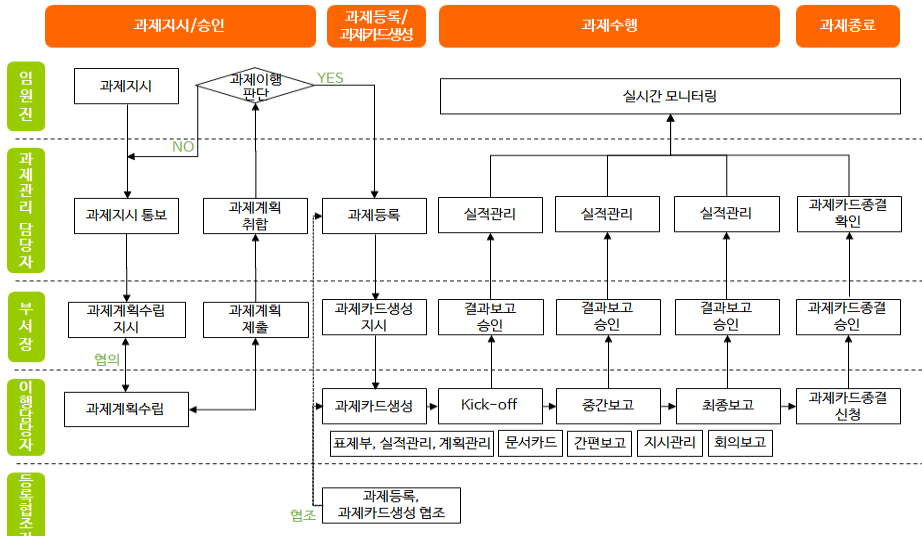 과제지시/승인
과제등록/
과제카드생성
과제수행
과제종료
임원진
과제지시
과제이행
판단
YES
실시간 모니터링
NO
과제관리 담당자
과제지시 통보
과제계획
취합
과제등록
실적관리
실적관리
실적관리
과제카드종결
확인
부서장
과제계획수립
지시
과제계획
제출
과제카드생성
지시
결과보고
승인
결과보고
승인
결과보고
승인
과제카드종결
승인
협의
이행담당자
과제계획수립
과제카드생성
Kick-off
중간보고
최종보고
과제카드종결
신청
표제부, 실적관리, 계획관리
문서카드
간편보고
지시관리
회의보고
등록협조
과제등록,
과제카드생성 협조
협조